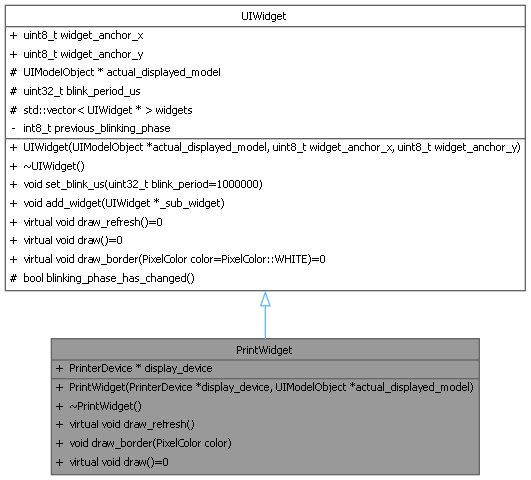 UIWidget
+ uint8_t widget_anchor_x
+ uint8_t widget_anchor_y
# UIModelObject * actual_displayed_model
# uint32_t blink_period_us
# std::vector< UIWidget * > widgets
- int8_t previous_blinking_phase
+ UIWidget(UIModelObject *actual_displayed_model, uint8_t widget_anchor_x, uint8_t widget_anchor_y)
+ ~UIWidget()
+ void set_blink_us(uint32_t blink_period=1000000)
+ void add_widget(UIWidget *_sub_widget)
+ virtual void draw_refresh()=0
+ virtual void draw()=0
+ virtual void draw_border(PixelColor color=PixelColor::WHITE)=0
# bool blinking_phase_has_changed()
PrintWidget
+ PrinterDevice * display_device
+ PrintWidget(PrinterDevice *display_device, UIModelObject *actual_displayed_model)
+ ~PrintWidget()
+ virtual void draw_refresh()
+ void draw_border(PixelColor color)
+ virtual void draw()=0